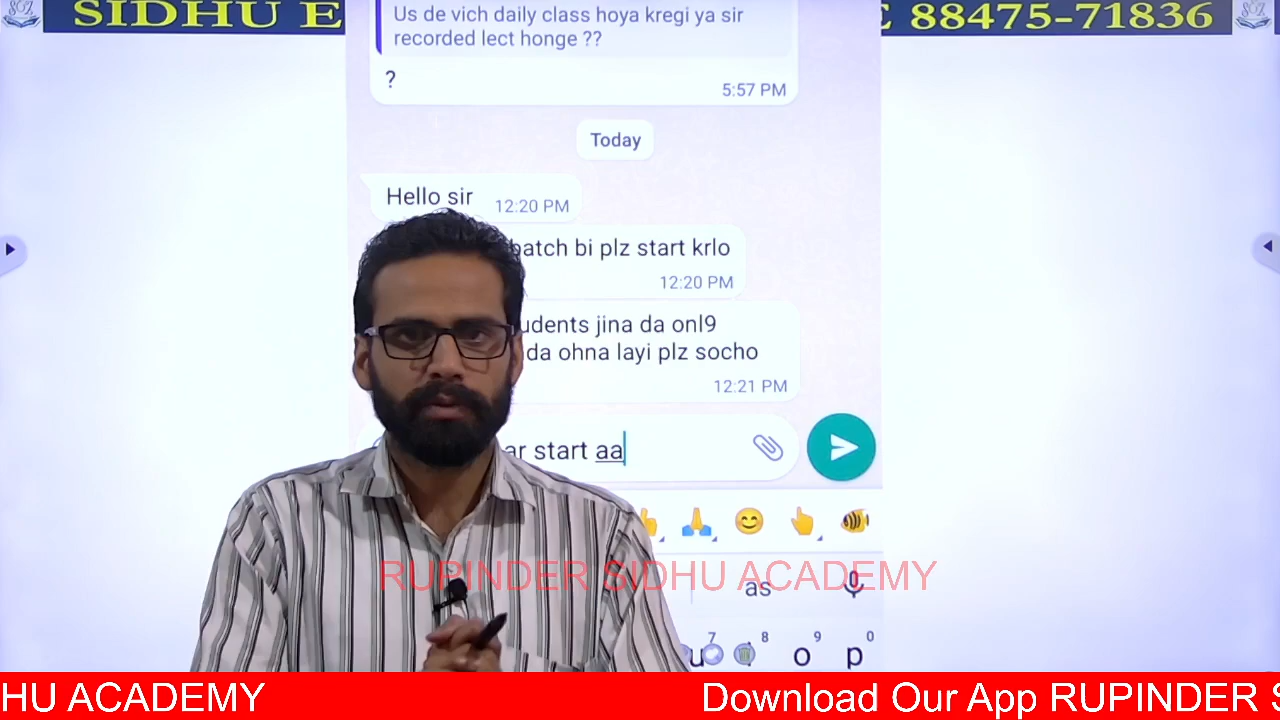 SIDHU E
E 88475-71836
Us de vich daily class hoya kregi ya sir
recorded lect honge ??
?
5:57 PM
Today
Hello sir
12:20 PM
batch bi plz start krlo
12:20 PM
udents jina da onl9
da ohna layi plz socho
12:21 PM
ar start aa
RUPINDER SIDHU ACADEMY
as
7 8 9 0
u i o p
HU ACADEMY
Download Our App RUPINDER S